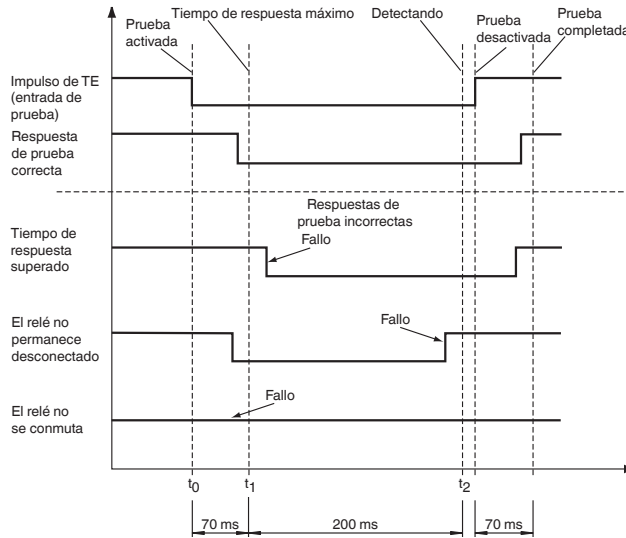 Prueba
activada
Tiempo de respuesta máximo
Detectando
Prueba
desactivada
Prueba
completada
Impulso de TE
(entrada de
prueba)
Respuesta
de prueba
correcta
Respuestas de
prueba incorrectas
Tiempo de
respuesta
superado
Fallo
El relé no
permanece
desconectado
Fallo
El relé no
se conmuta
Fallo
t0
t1
t2
70 ms
200 ms
70 ms